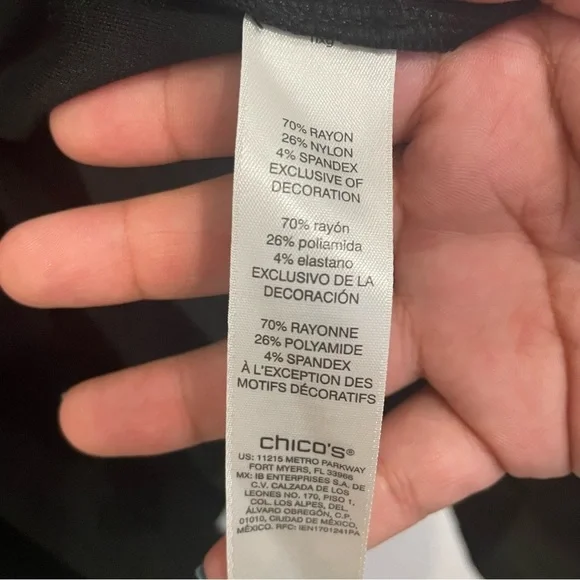 70% RAYON
26% NYLON
4% SPANDEX
EXCLUSIVE OF
DECORATION
70% rayón
26% poliamida
4% elastano
EXCLUSIVO DE LA
DECORACIÓN
70% RAYONNE
26% POLYAMIDE
4% SPANDEX
À L'EXCEPTION DES
MOTIFS DÉCORATIFS
chico's®
US: 11215 METRO PARKWAY
FORT MYERS, FL 33966
MX: IB ENTERPRISES S.A. DE
C.V. CALZADA DE LOS
LEONES NO. 170, PISO 1,
COL. LOS ALPES, DEL.
ÁLVARO OBREGÓN, C.P.
01010, CIUDAD DE MÉXICO,
MÉXICO. RFC: IEN1701241PA